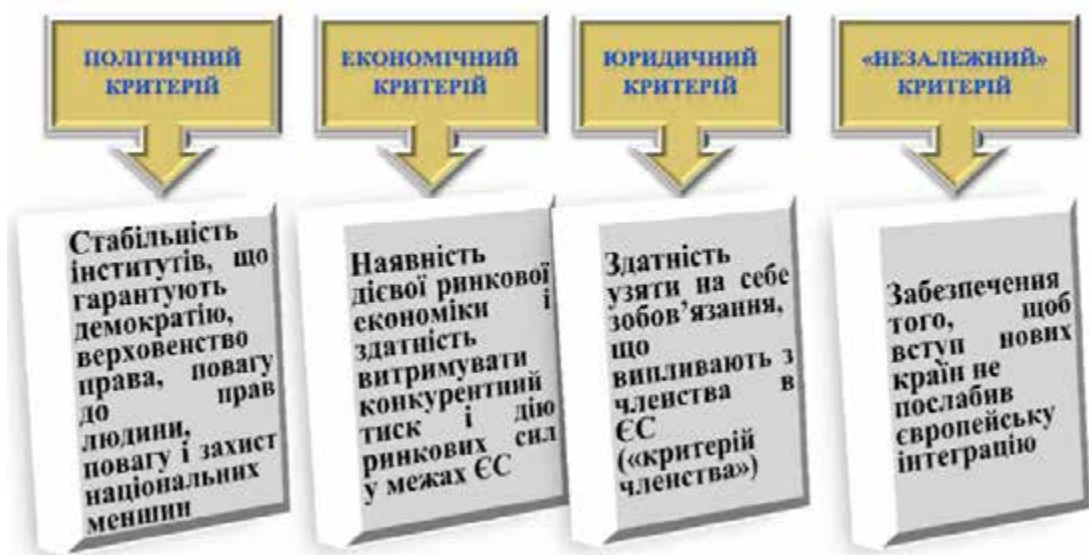 ПОЛІТИЧНИЙ
КРИТЕРІЙ
Стабільність
інститутів, що
гарантують
демократію,
верховенство
права, повагу
до прав
людини,
повагу і захист
національних
меншин
ЕКОНОМІЧНИЙ
КРИТЕРІЙ
Наявність
дієвої ринкової
економіки і
здатність
витримувати
конкурентний
тиск і дію
ринкових сил
у межах ЄС
ЮРИДИЧНИЙ
КРИТЕРІЙ
Здатність
узяти на себе
зобов’язання,
що
випливають з
членства в
ЄС
(«критерій
членства»)
«НЕЗАЛЕЖНИЙ»
КРИТЕРІЙ
Забезпечення
того, щоб
вступ нових
країн не
послабив
європейську
інтеграцію